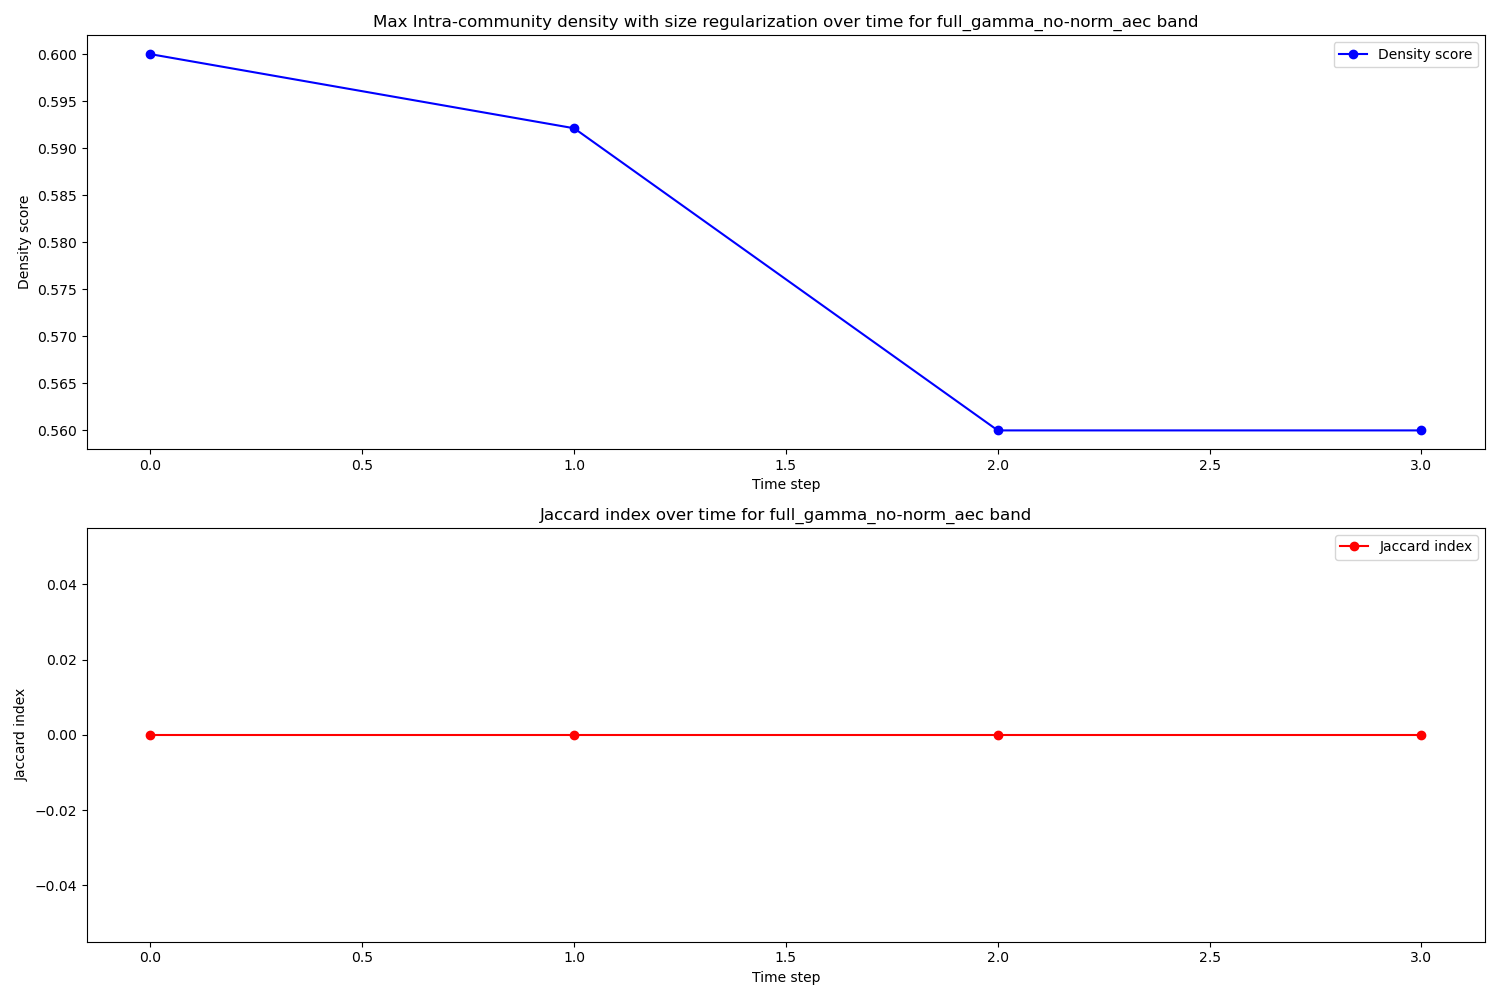 Max Intra-community density with size regularization over time for full_gamma_no-norm_aec band
Density score
0.600
0.595
0.590
0.585
0.580
0.575
0.570
0.565
0.560
Density score
0.0 0.5 1.0 1.5 2.0 2.5 3.0
Time step
Jaccard index over time for full_gamma_no-norm_aec band
Jaccard index
0.04
0.02
0.00
−0.02
−0.04
Jaccard index
0.0 0.5 1.0 1.5 2.0 2.5 3.0
Time step